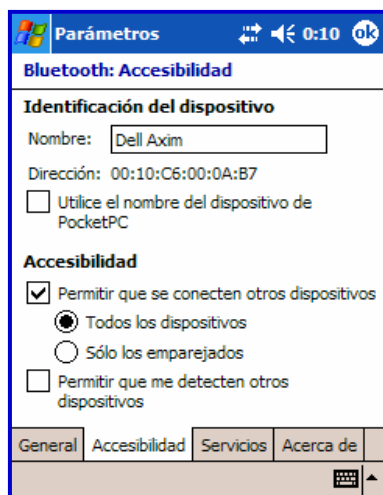 Parámetros 0:10 ok
Bluetooth: Accesibilidad
Identificación del dispositivo
Nombre: Dell Axim
Dirección: 00:10:C6:00:0A:B7
Utilice el nombre del dispositivo de
PocketPC
Accesibilidad
Permitir que se conecten otros dispositivos
Todos los dispositivos
Sólo los emparejados
Permitir que me detecten otros
dispositivos
General Accesibilidad Servicios Acerca de